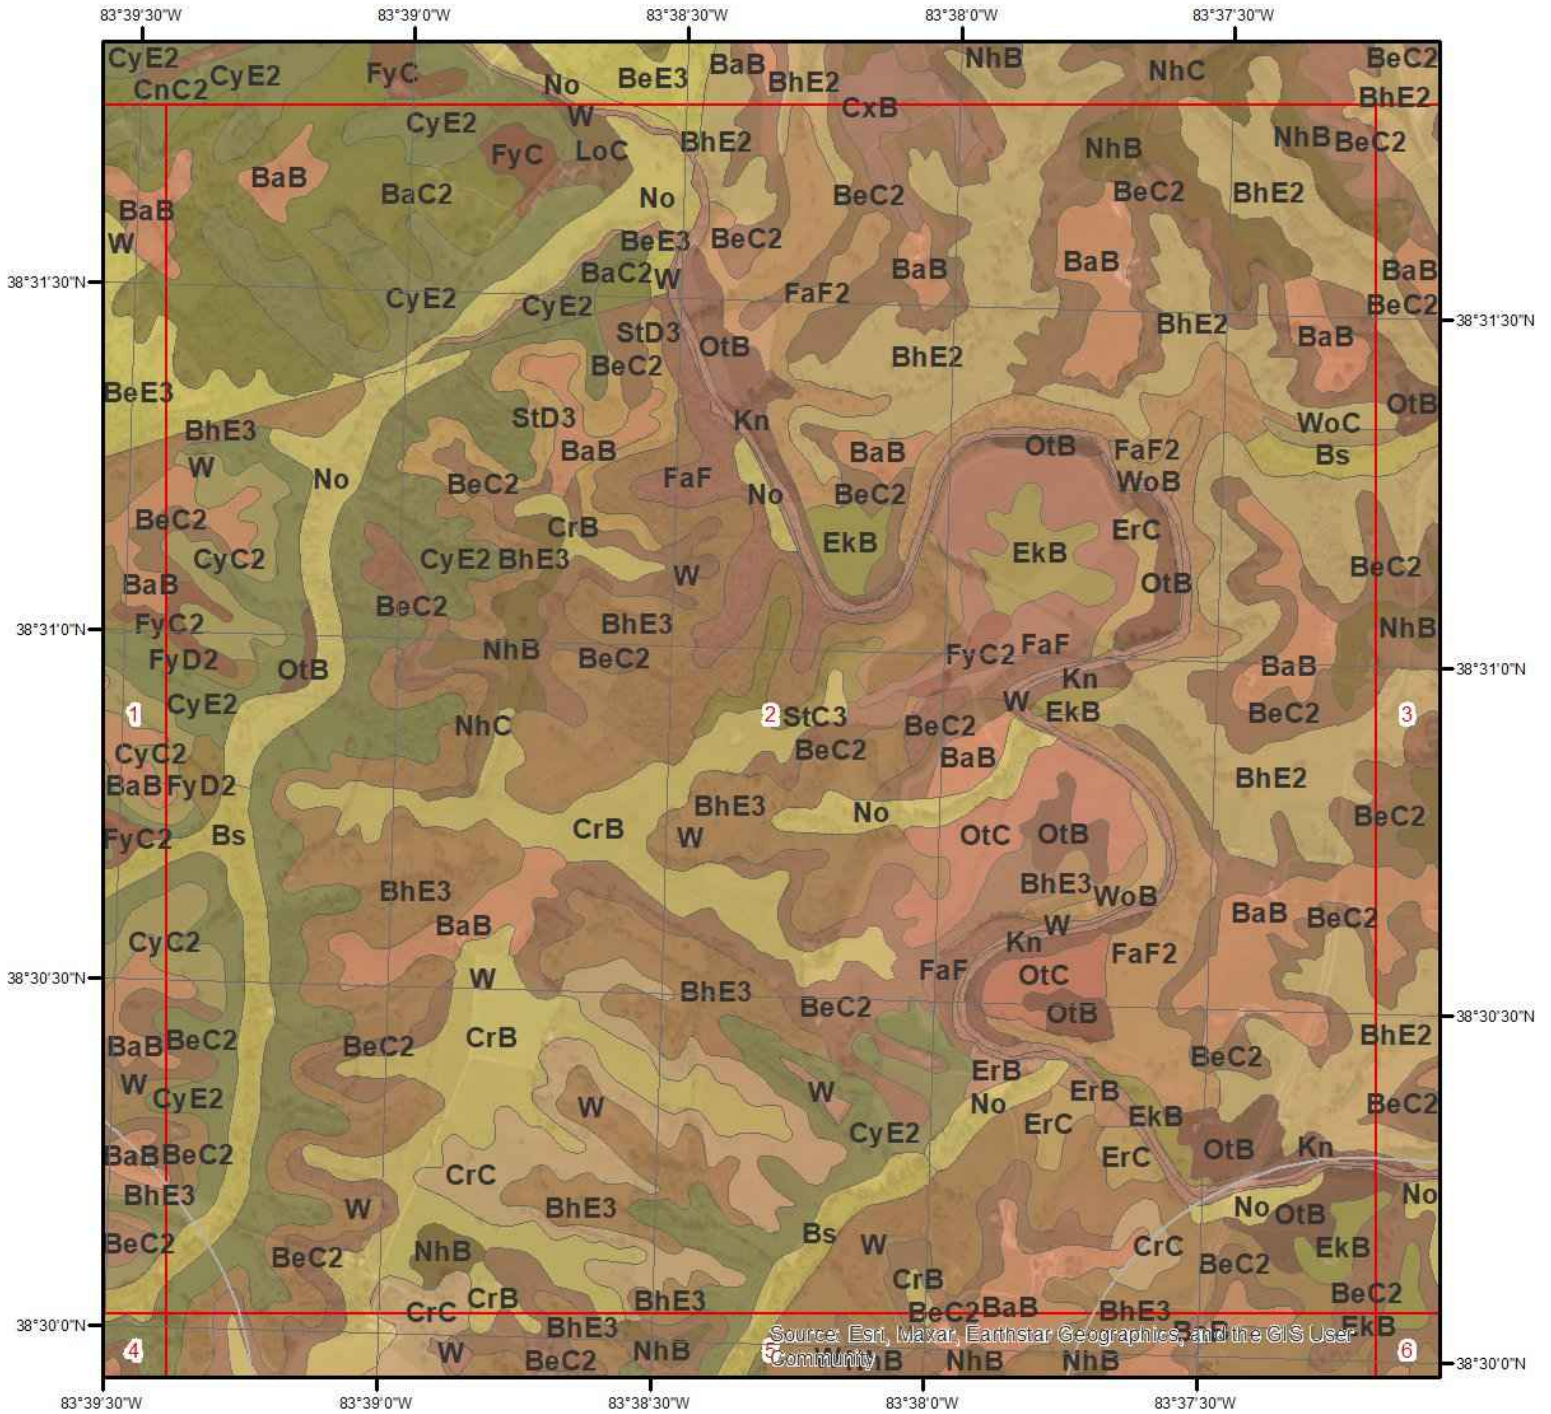 83°39'30"W 83°39'0"W 83°38'30"W 83°38'0"W 83°37'30"W
CyE2 CnC2 CyE2 FyC No BeE3 BaB BhE2 NhB NhC BeC2
BhE2
CyE2 W CxB
FyC LoC BhE2 NhB NhB BeC2
BaB BaC2 No BeC2 BeC2 BhE2
BaB
W BeE3 BeC2
BaC2 W BaB BaB BaB
38°31'30"N CyE2 CyE2 FaF2 BeC2
StD3 OtB BhE2 BaB 38°31'30"N
BeC2 BhE2
BeE3 OtB
BhE3 StD3 Kn WoC
W BaB BaB OtB FaF2 Bs
No BeC2 FaF No BeC2 WoB
BeC2 CrB EkB ErC
CyC2 CyE2 BhE3 EkB BeC2
BaB W OtB
BeC2
38°31'0"N FyC2 BhE3 NhB
FyD2 OtB NhB BeC2 FyC2 FaF BaB 38°31'0"N
Kn
1 CyE2 NhC 2 StC3 BeC2 W EkB BeC2 3
CyC2 BeC2 BaB
BaB FyD2 BhE3 BhE2
FyC2 Bs CrB W No OtC OtB BeC2
BhE3 BhE3 WoB
BaB W BaB BeC2
CyC2 Kn FaF2
38°30'30"N W BhE3 FaF OtC
BeC2 OtB 38°30'30"N
BaB BeC2 BeC2 CrB BeC2 BhE2
W CyE2 W W ErB ErB
No ErC EkB BeC2
CyE2
BaB BeC2 CrC ErC OtB Kn
BhE3 W BhE3 No OtB No
BeC2 BeC2 NhB Bs W CrC BeC2 EkB
CrB BeC2
CrC CrB BhE3 BeC2 BaB BhE3
38°30'0"N BhE3 EkB
Source: Esri, Maxar, Earthstar Geographics, and the GIS User
4 W BeC2 NhB 5 Community NhB NhB 6
38°30'0"N
83°39'30"W 83°39'0"W 83°38'30"W 83°38'0"W 83°37'30"W